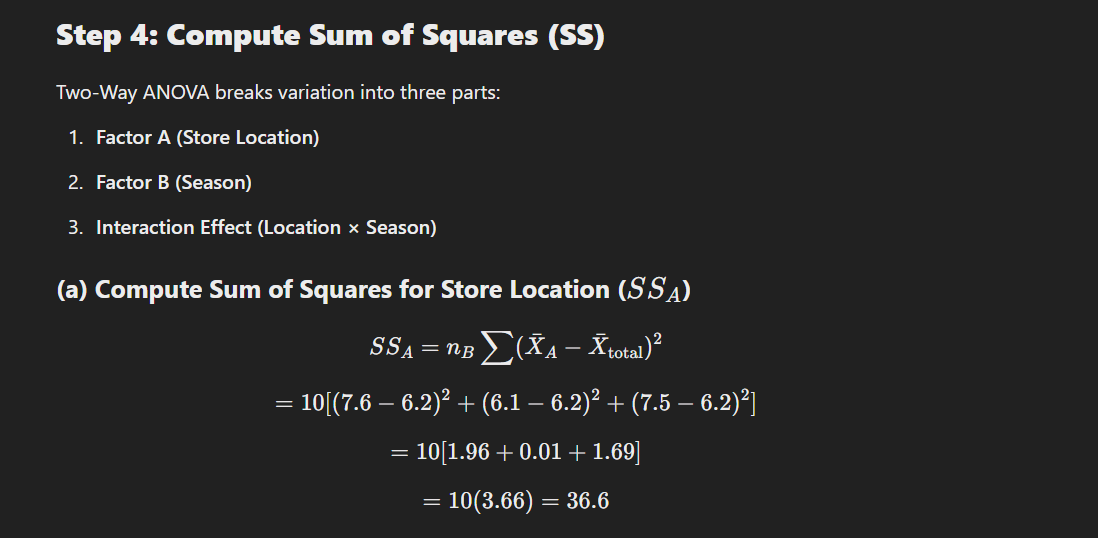 Step 4: Compute Sum of Squares (SS)
Two-Way ANOVA breaks variation into three parts:
1. Factor A (Store Location)
2. Factor B (Season)
3. Interaction Effect (Location × Season)
(a) Compute Sum of Squares for Store Location (SS_A)
SS_A = n_B ∑(X̄_A − X̄_total)²
= 10[(7.6 − 6.2)² + (6.1 − 6.2)² + (7.5 − 6.2)²]
= 10[1.96 + 0.01 + 1.69]
= 10(3.66) = 36.6